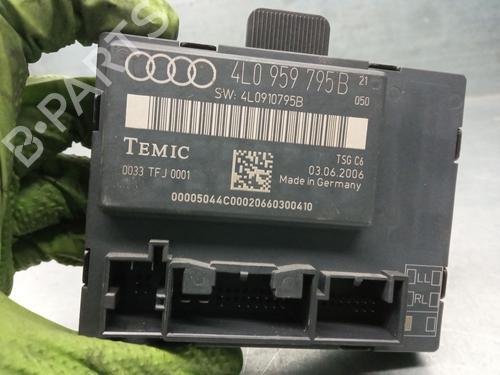 B-PARTS
4L0 959 795B 21
SW: 4L0910795B 050
TEMIC
TSG C6
03.06.2006
0033 TFJ 0001
Made in Germany
00005044C00020660300410
LL
RL